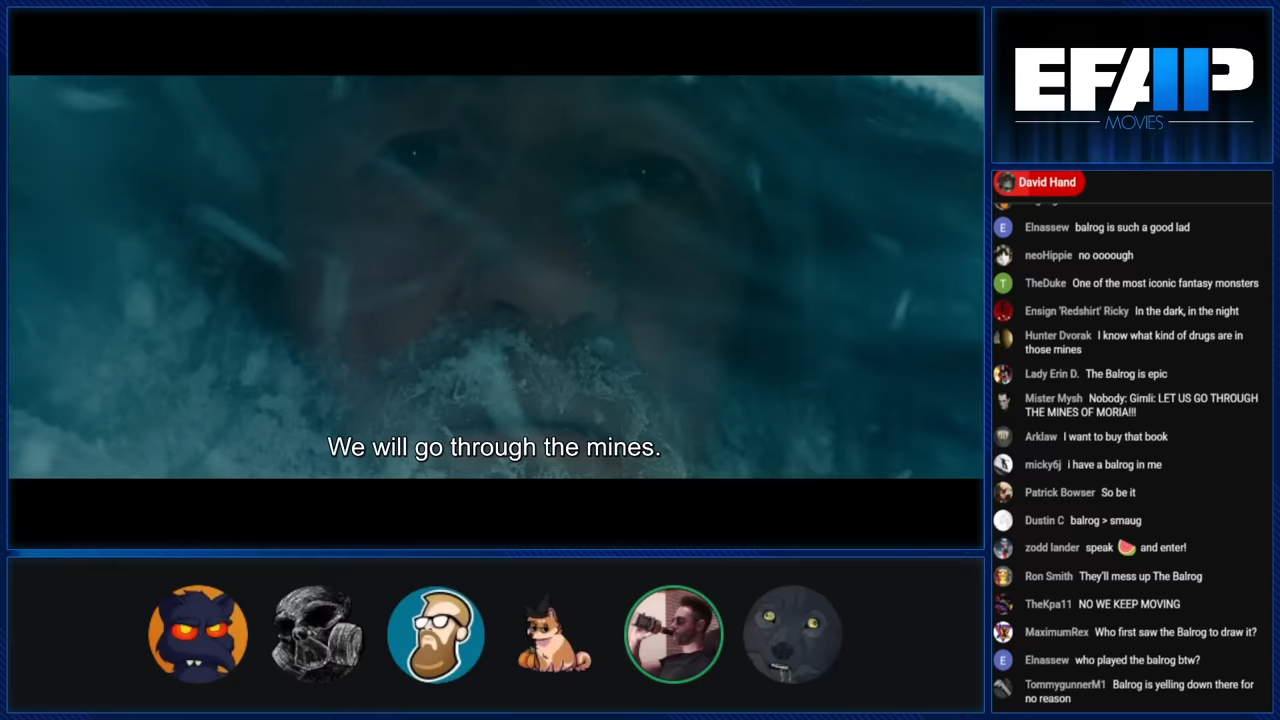 EFAP
MOVIES
David Hand
Elnassew balrog is such a good lad
neoHippie no oooough
T
TheDuke One of the most iconic fantasy monsters
Ensign 'Redshirt' Ricky In the dark, in the night
Hunter Dvorak I know what kind of drugs are in
those mines
Lady Erin D. The Balrog is epic
Mister Mysh Nobody: Gimli: LET US GO THROUGH
THE MINES OF MORIA!!!
Arklaw I want to buy that book
micky6j i have a balrog in me
We will go through the mines.
Patrick Bowser So be it
Dustin C balrog > smaug
zodd lander speak 🍉 and enter!
Ron Smith They'll mess up The Balrog
TheKpa11 NO WE KEEP MOVING
MaximumRex Who first saw the Balrog to draw it?
E
Elnassew who played the balrog btw?
TommygunnerM1 Balrog is yelling down there for
no reason